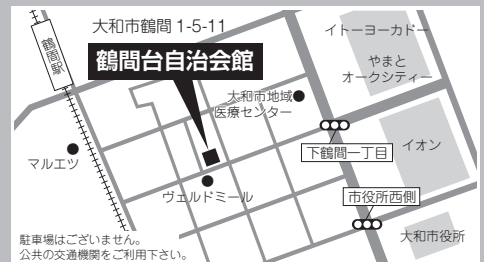 大和市鶴間 1-5-11
鶴間台自治会館
鶴間駅
イトーヨーカドー
やまと
オークシティー
大和市地域
医療センター
下鶴間一丁目
イオン
マルエツ
ヴェルドミール
市役所西側
大和市役所
駐車場はございません。
公共の交通機関をご利用下さい。